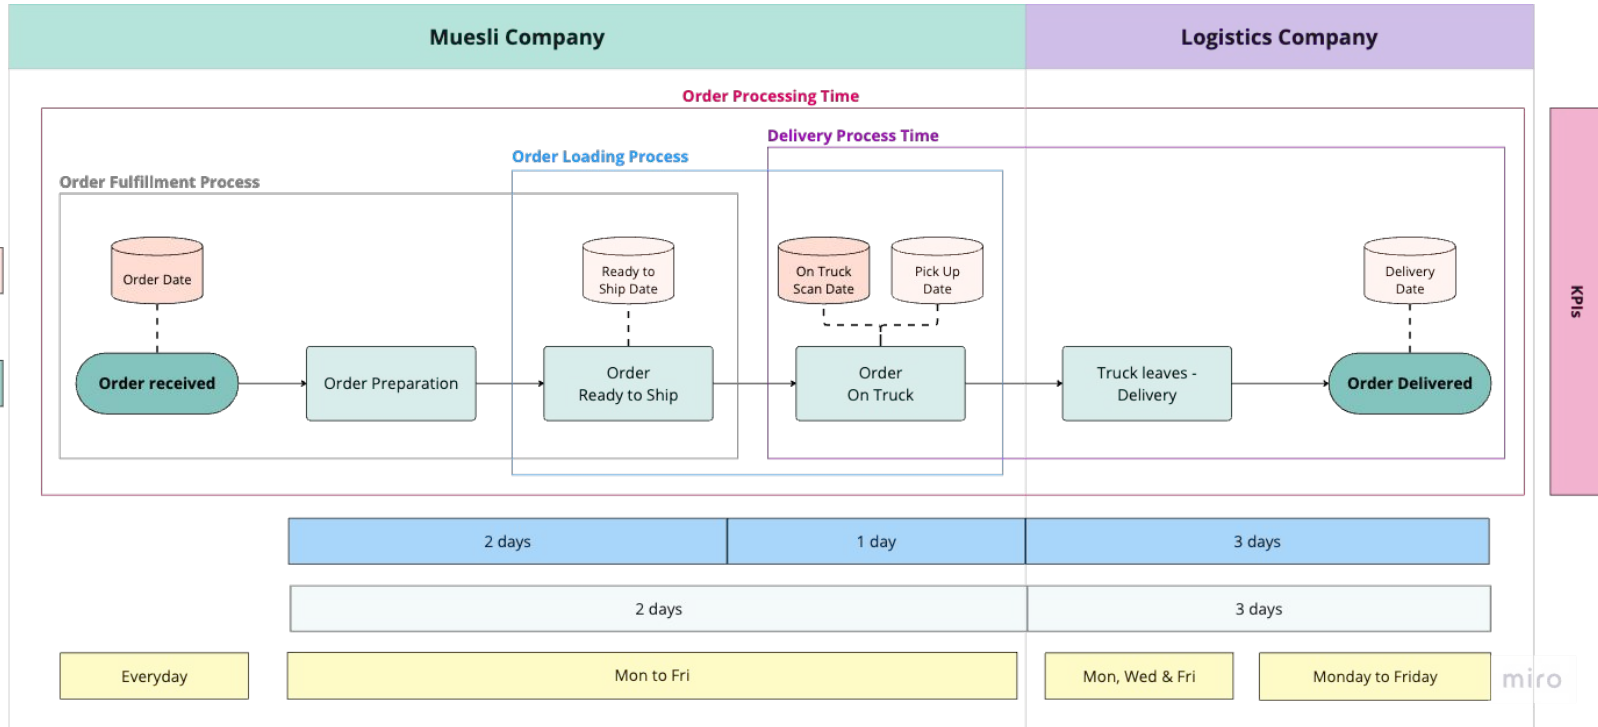 Muesli Company
Logistics Company
Order Processing Time
Delivery Process Time
Order Loading Process
Order Fulfillment Process
Order Date
Ready to
Ship Date
On Truck
Scan Date
Pick Up
Date
Delivery
Date
KPIs
Order received
Order Preparation
Order
Ready to Ship
Order
On Truck
Truck leaves -
Delivery
Order Delivered
2 days
1 day
3 days
2 days
3 days
Everyday
Mon to Fri
Mon, Wed & Fri
Monday to Friday
miro